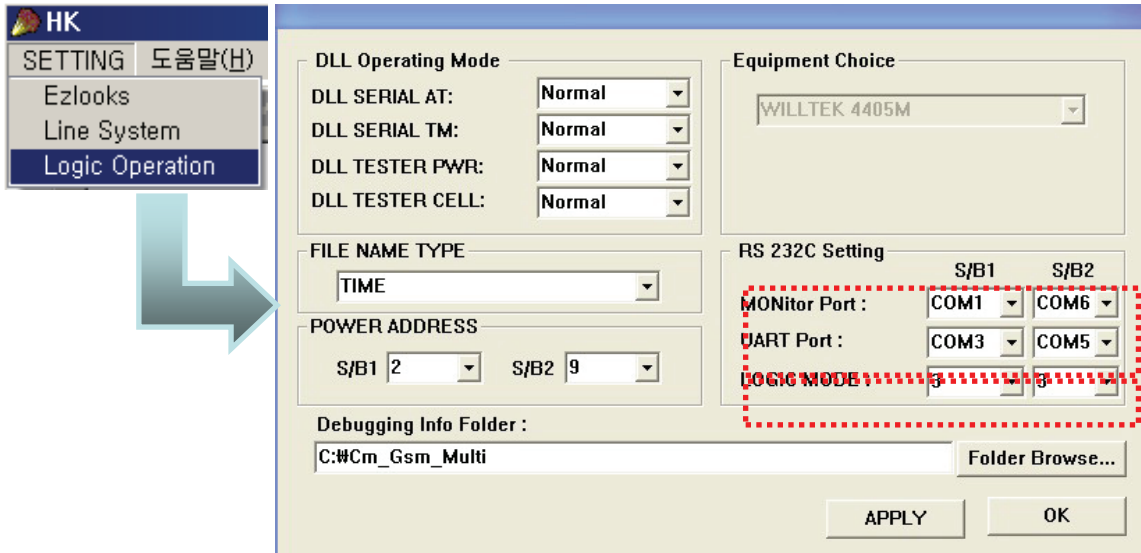 HK
SETTING 도움말(H)
Ezlooks
Line System
Logic Operation
DLL Operating Mode
DLL SERIAL AT: Normal
DLL SERIAL TM: Normal
DLL TESTER PWR: Normal
DLL TESTER CELL: Normal
Equipment Choice
WILLTEK 4405M
FILE NAME TYPE
TIME
POWER ADDRESS
S/B1 2 S/B2 9
RS 232C Setting
S/B1 S/B2
MONitor Port : COM1 COM6
UART Port : COM3 COM5
LOGIC MODE : 3 3
Debugging Info Folder :
C:₩Cm_Gsm_Multi Folder Browse...
APPLY OK